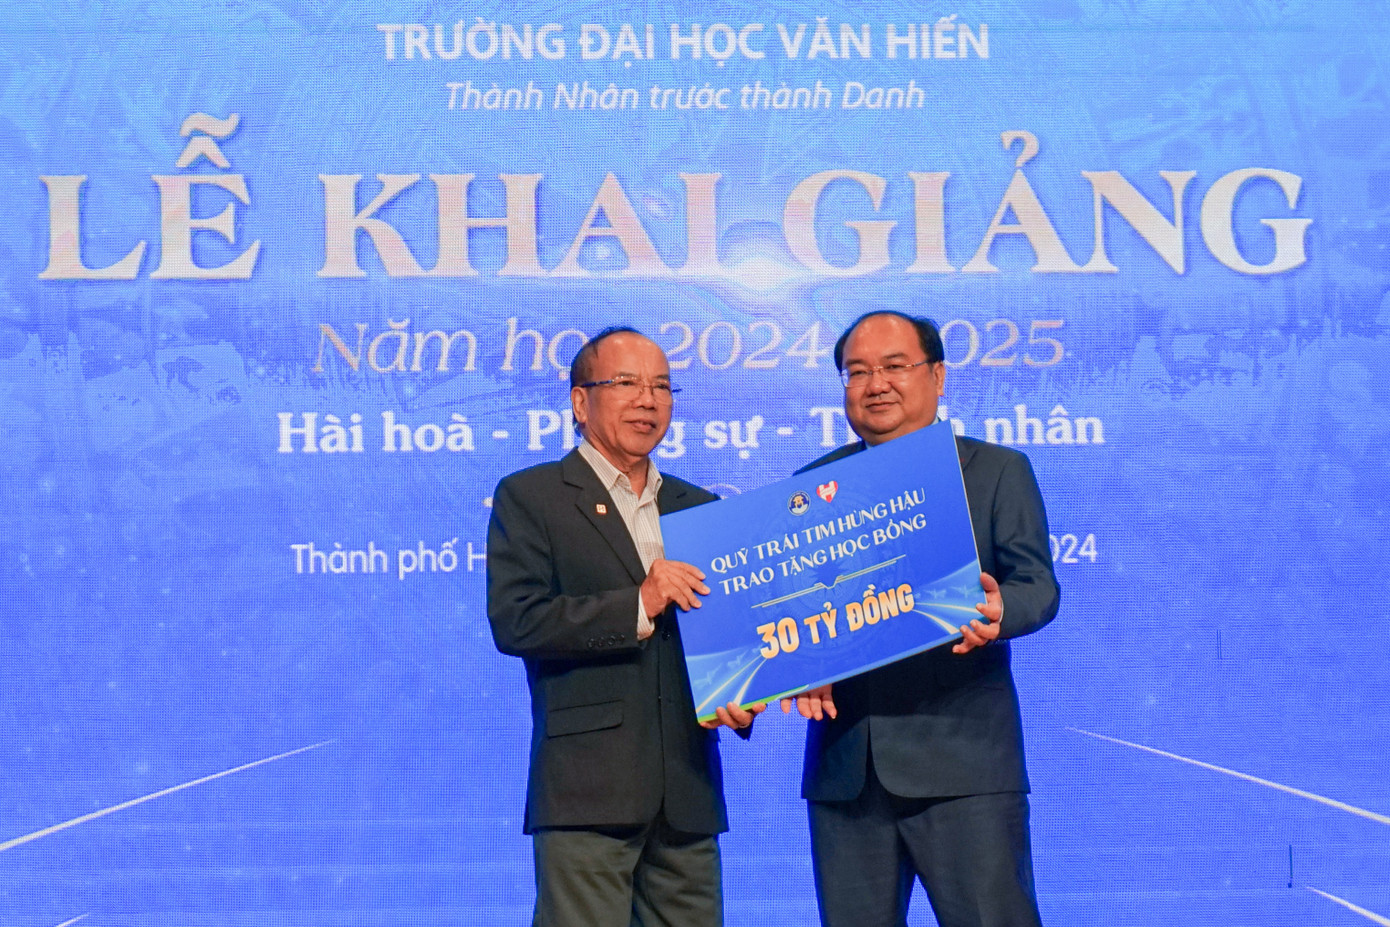 TRƯỜNG ĐẠI HỌC VĂN HIẾN
Thành Nhân trước thành Danh
LỄ KHAI GIẢNG
Năm 2024 2025
Hài hoà - sự - nhân
Thành phố 2024
QUỸ TRÁI TIM HÙNG HẬU
TRAO TẶNG HỌC BỔNG
30 TỶ ĐỒNG